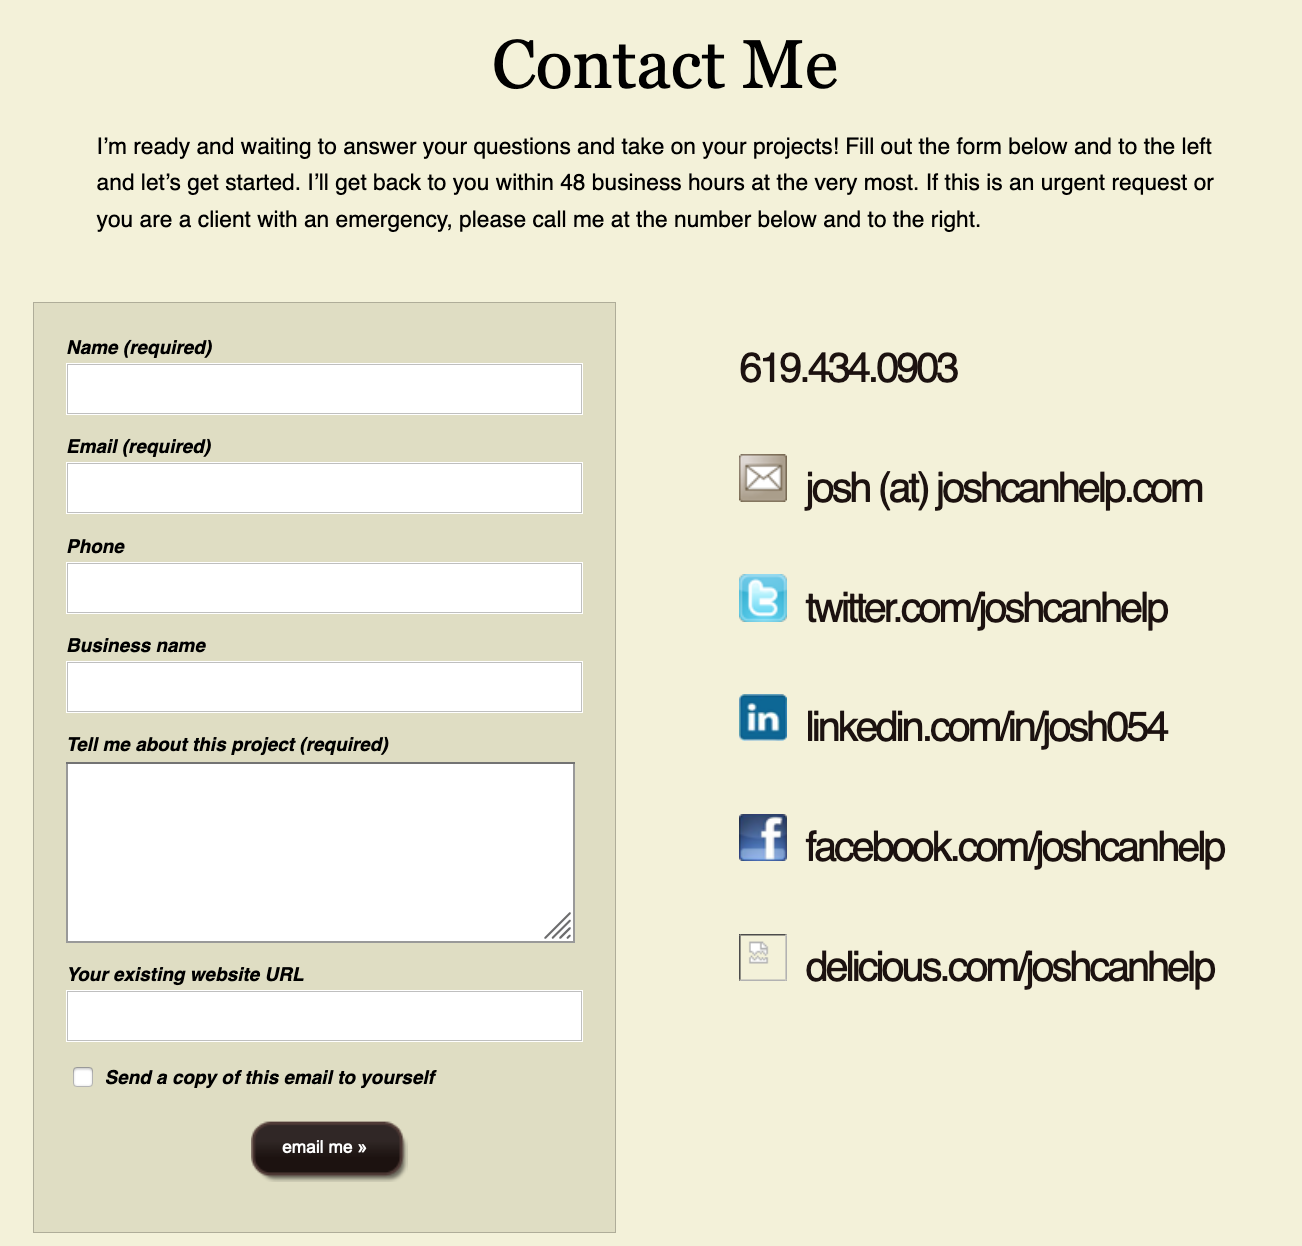 Contact Me
I’m ready and waiting to answer your questions and take on your projects! Fill out the form below and to the left
and let’s get started. I’ll get back to you within 48 business hours at the very most. If this is an urgent request or
you are a client with an emergency, please call me at the number below and to the right.
Name (required)
Email (required)
Phone
Business name
Tell me about this project (required)
Your existing website URL
Send a copy of this email to yourself
email me »
619.434.0903
josh (at) joshcanhelp.com
twitter.com/joshcanhelp
linkedin.com/in/josh054
facebook.com/joshcanhelp
delicious.com/joshcanhelp